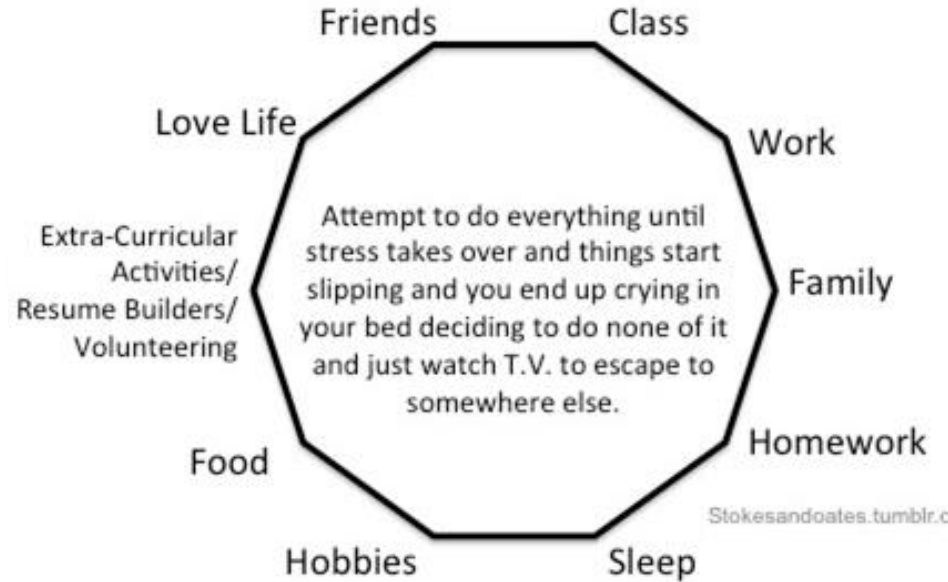 Friends
Class
Love Life
Work
Extra-Curricular
Activities/
Resume Builders/
Volunteering
Attempt to do everything until
stress takes over and things start
slipping and you end up crying in
your bed deciding to do none of it
and just watch T.V. to escape to
somewhere else.
Family
Food
Homework
Stokesandoates.tumblr.c
Hobbies
Sleep